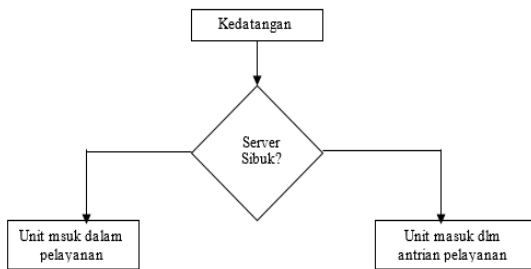 Kedatangan
Server
Sibuk?
Unit msuk dalam
pelayanan
Unit masuk dlm
antrian pelayanan